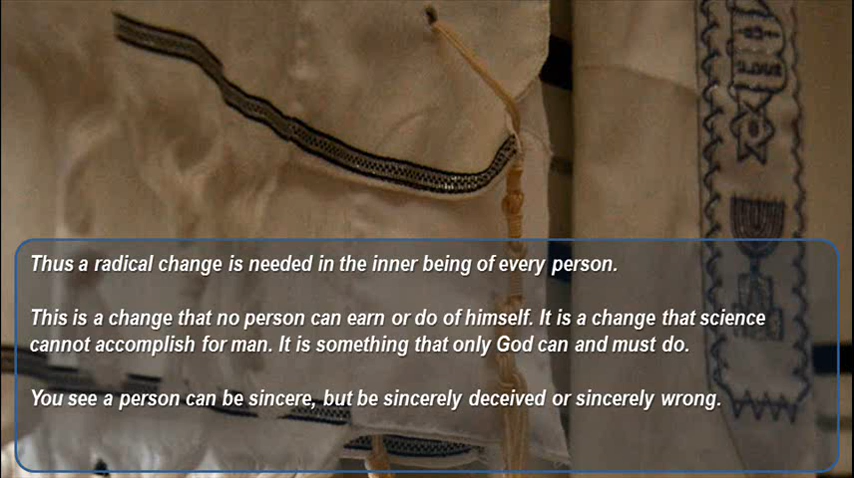 Thus a radical change is needed in the inner being of every person.
This is a change that no person can earn or do of himself. It is a change that science
cannot accomplish for man. It is something that only God can and must do.
You see a person can be sincere, but be sincerely deceived or sincerely wrong.